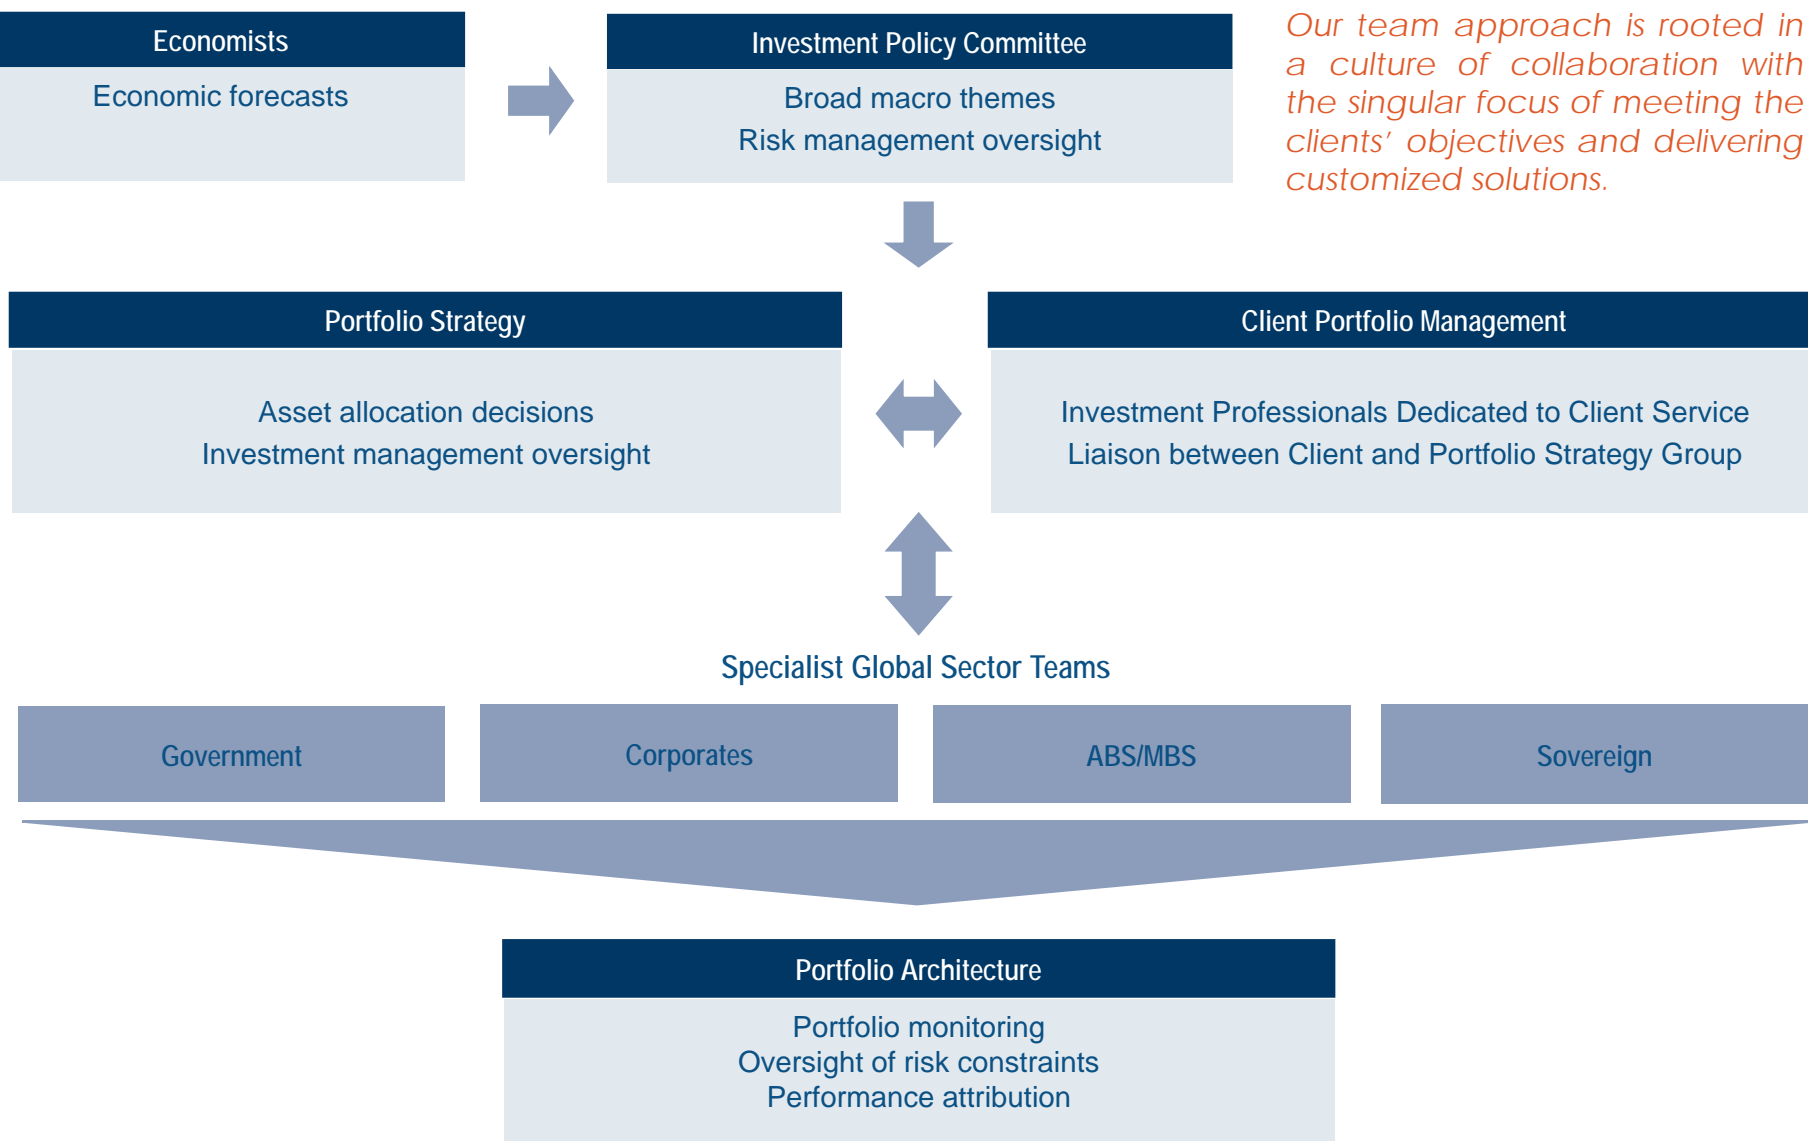 Economists
Economic forecasts
Investment Policy Committee
Broad macro themes
Risk management oversight
Our team approach is rooted in
a culture of collaboration with
the singular focus of meeting the
clients’ objectives and delivering
customized solutions.
Portfolio Strategy
Asset allocation decisions
Investment management oversight
Client Portfolio Management
Investment Professionals Dedicated to Client Service
Liaison between Client and Portfolio Strategy Group
Specialist Global Sector Teams
Government
Corporates
ABS/MBS
Sovereign
Portfolio Architecture
Portfolio monitoring
Oversight of risk constraints
Performance attribution